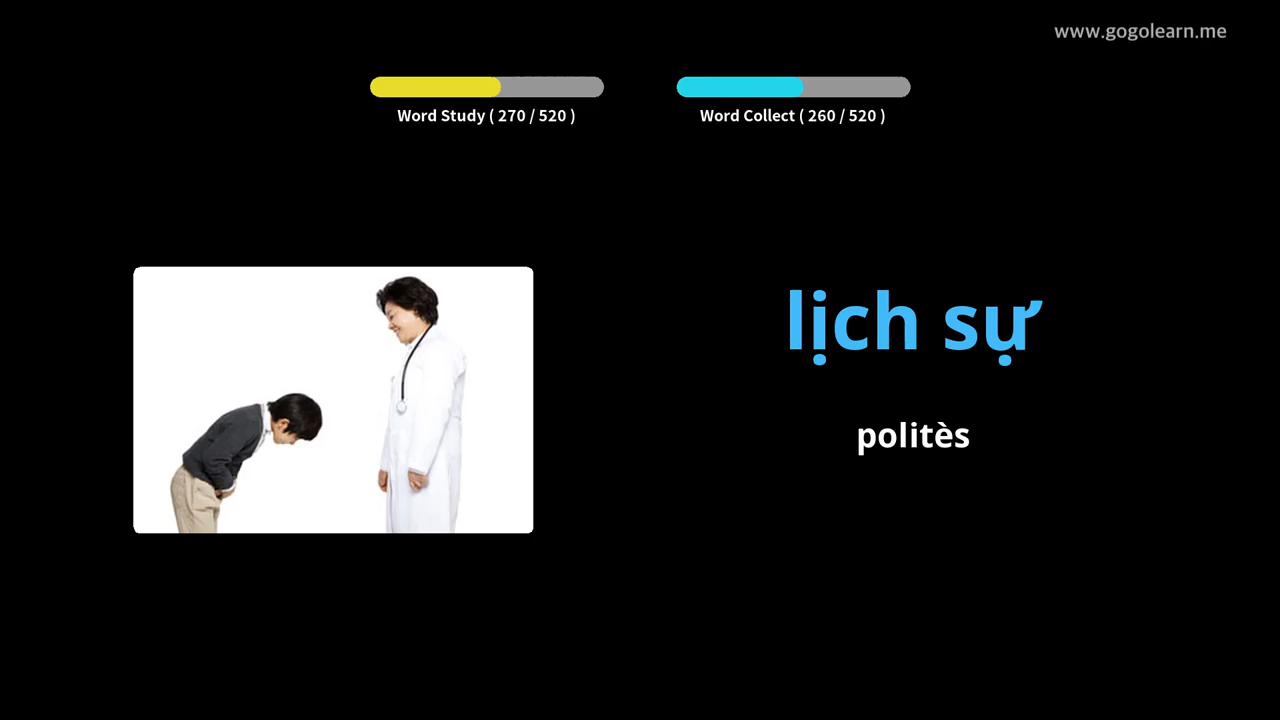 www.gogolearn.me
Word Study ( 270 / 520 )
Word Collect ( 260 / 520 )
lịch sự
politès